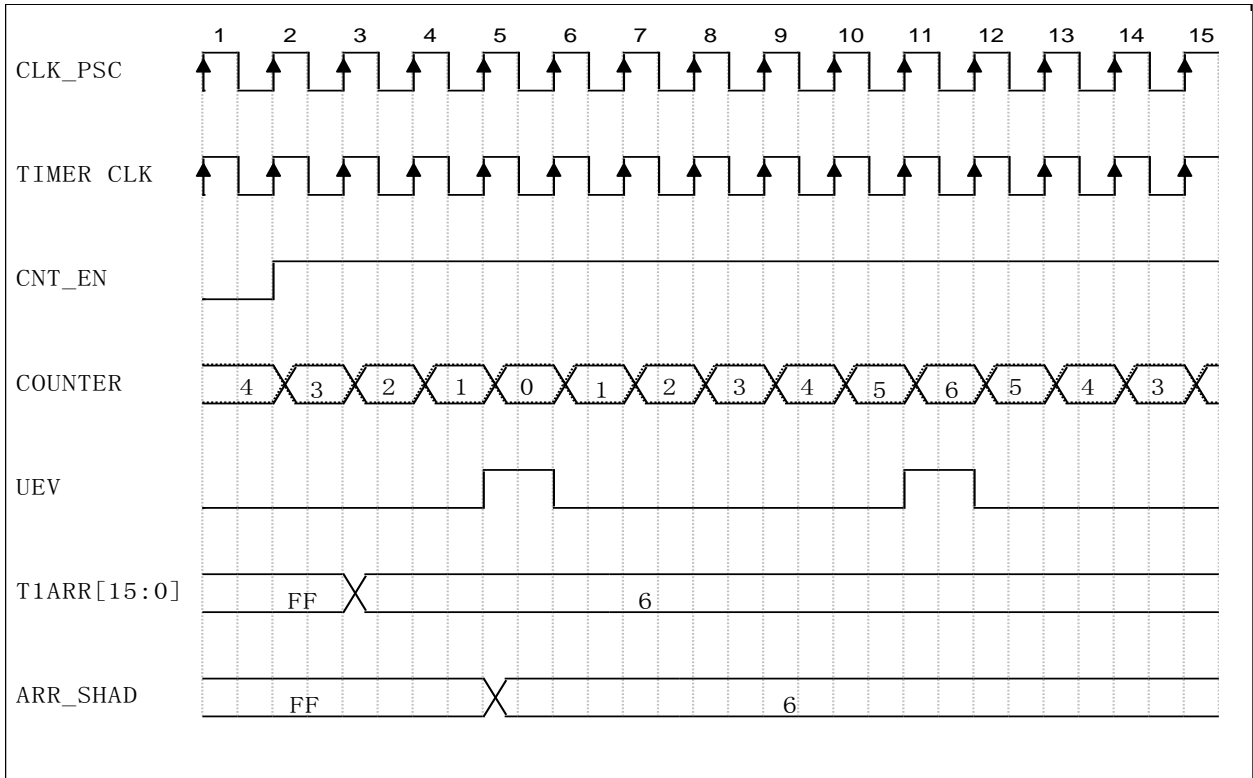 1 2 3 4 5 6 7 8 9 10 11 12 13 14 15
CLK_PSC
TIMER CLK
CNT_EN
COUNTER 4 3 2 1 0 1 2 3 4 5 6 5 4 3
UEV
T1ARR[15:0] FF 6
ARR_SHAD FF 6